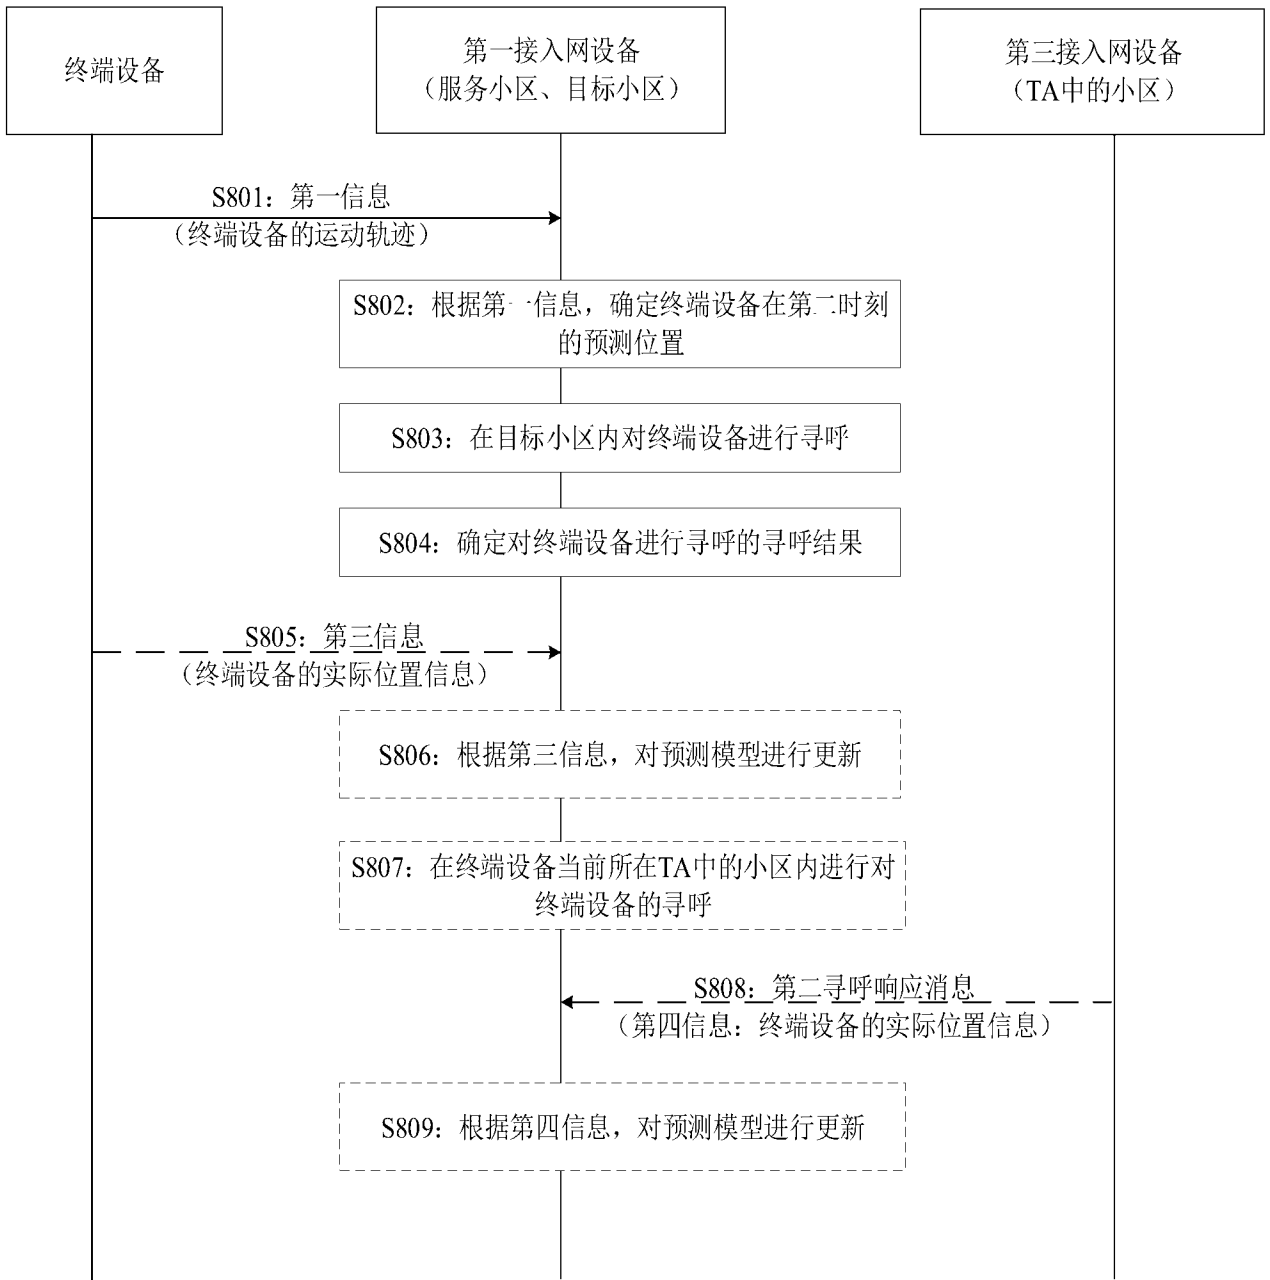 终端设备
第一接入网设备
（服务小区、目标小区）
第三接入网设备
（TA中的小区）
S801：第一信息
（终端设备的运动轨迹）
S802：根据第一信息，确定终端设备在第二时刻
的预测位置
S803：在目标小区内对终端设备进行寻呼
S804：确定对终端设备进行寻呼的寻呼结果
S805：第三信息
（终端设备的实际位置信息）
S806：根据第三信息，对预测模型进行更新
S807：在终端设备当前所在TA中的小区内进行对
终端设备的寻呼
S808：第二寻呼响应消息
（第四信息：终端设备的实际位置信息）
S809：根据第四信息，对预测模型进行更新